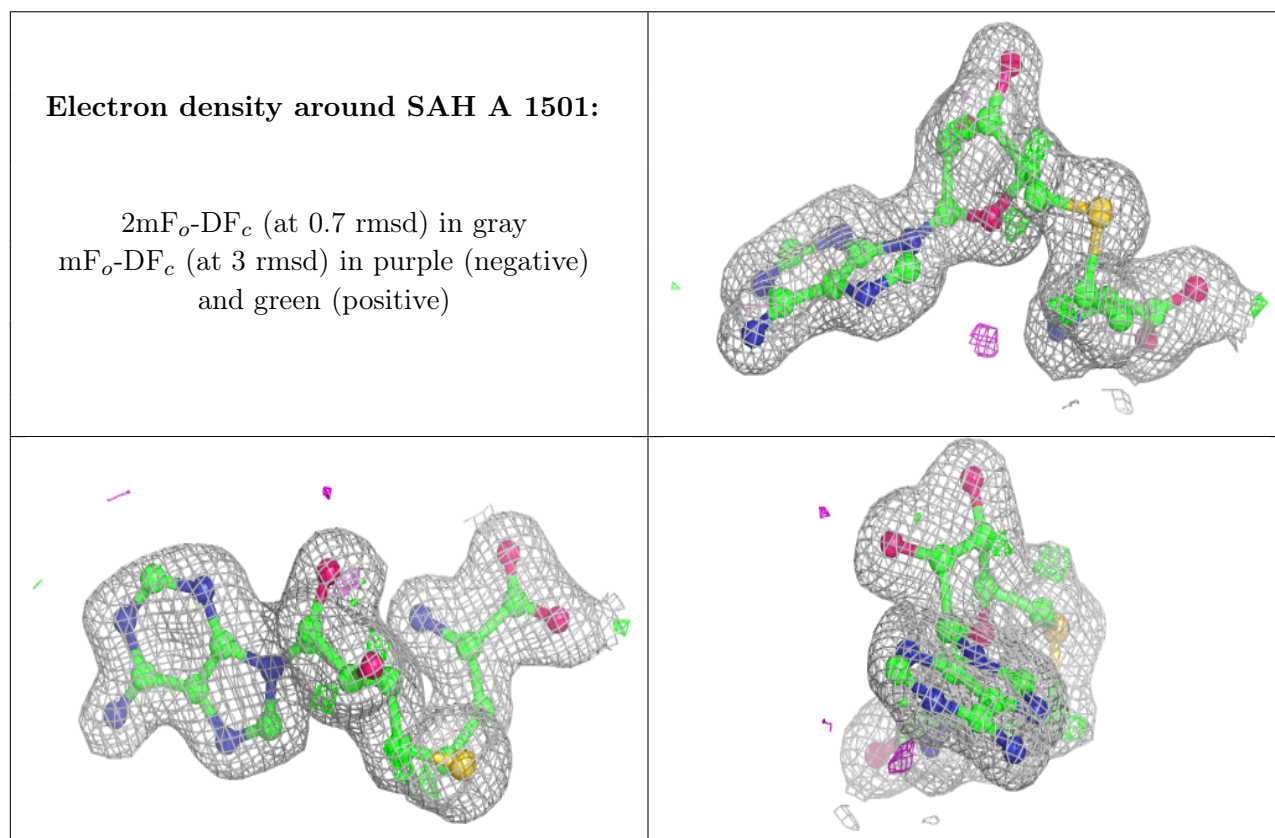 Electron density around SAH A 1501:
2mFₒ-DF𝒸 (at 0.7 rmsd) in gray
mFₒ-DF𝒸 (at 3 rmsd) in purple (negative)
and green (positive)